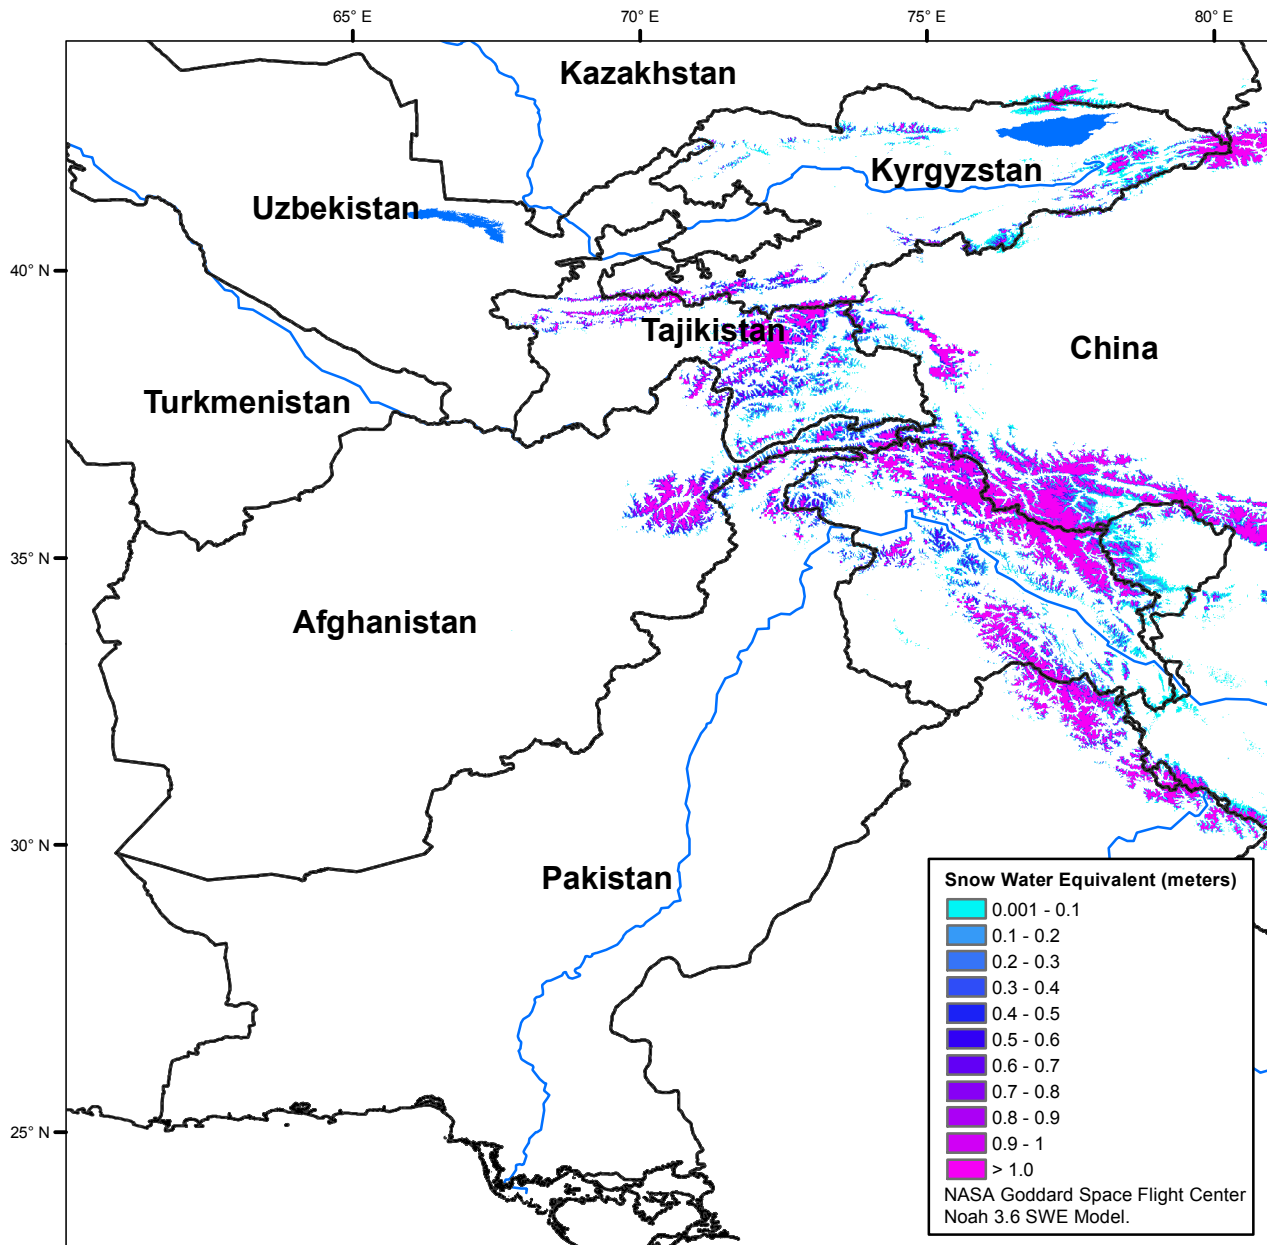 65° E
70° E
75° E
80° E
Kazakhstan
Kyrgyzstan
Uzbekistan
40° N
Tajikistan
China
Turkmenistan
35° N
Afghanistan
30° N
Pakistan
Snow Water Equivalent (meters)
0.001 - 0.1
0.1 - 0.2
0.2 - 0.3
0.3 - 0.4
0.4 - 0.5
0.5 - 0.6
0.6 - 0.7
0.7 - 0.8
0.8 - 0.9
0.9 - 1
> 1.0
25° N
NASA Goddard Space Flight Center
Noah 3.6 SWE Model.